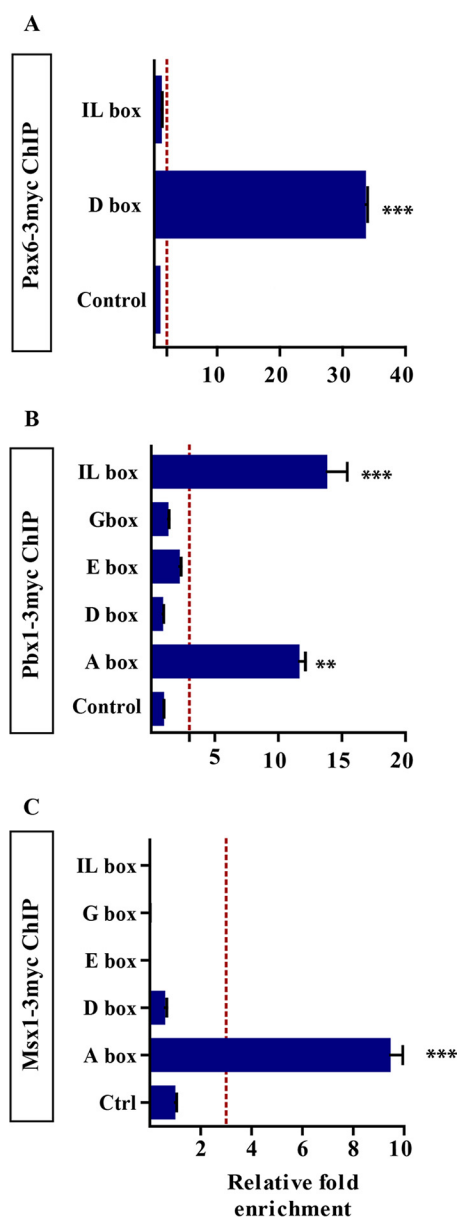 A
Pax6-3myc ChIP
IL box
D box
***
Control
10 20 30 40
B
Pbx1-3myc ChIP
IL box
***
Gbox
E box
D box
A box
**
Control
5 10 15 20
C
Msx1-3myc ChIP
IL box
G box
E box
D box
A box
***
Ctrl
2 4 6 8 10
Relative fold
enrichment